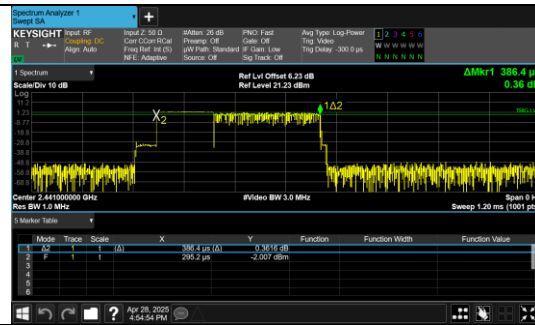 Spectrum Analyzer 1
Swept SA
KEYSIGHT Input: RF Input Z: 50 Ω #Atten: 26 dB PNO: Fast Avg Type: Log-Power 1 2 3 4 5 6
R T Coupling: DC Corr CCorr RCal Preamp: Off Gate: Off Trig: Video W W W W W W
Align: Auto Freq Ref: Int (S) µW Path: Standard IF Gain: Low Trig Delay: -300.0 µs N N N N N N
NFE: Adaptive Source: Off Sig Track: Off
1 Spectrum
Ref Lvl Offset 6.23 dB ΔMkr1 386.4 µ
Scale/Div 10 dB Ref Level 21.23 dBm 0.36 d
Log
11.2
1.23
-8.77
-18.8
-28.8
-38.8
-48.8
-58.8
-68.8
X2
1Δ2
Center 2.441000000 GHz #Video BW 3.0 MHz Span 0 H
Res BW 1.0 MHz Sweep 1.20 ms (1001 pts
5 Marker Table
Mode Trace Scale X Y Function Function Width Function Value
1 Δ2 1 t (Δ) 386.4 µs (Δ) 0.3616 dB
2 F 1 t 295.2 µs -2.007 dBm
3
4
5
6
? Apr 28, 2025
4:54:54 PM